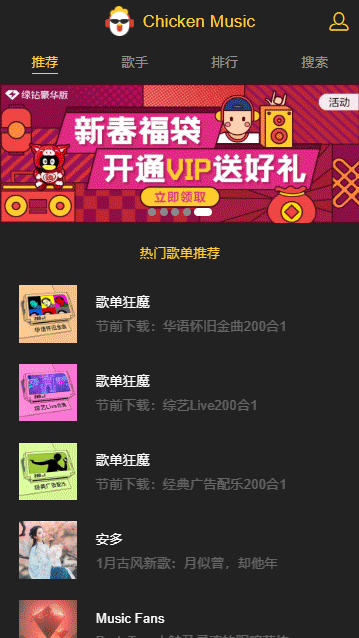 Chicken Music
推荐 歌手 排行 搜索
绿钻豪华版
活动
新春福袋
开通VIP送好礼
立即领取
热门歌单推荐
华语怀旧金曲
歌单狂魔
节前下载：华语怀旧金曲200合1
综艺Live合集
歌单狂魔
节前下载：综艺Live200合1
经典广告配乐
歌单狂魔
节前下载：经典广告配乐200合1
安多
1月古风新歌：月似曾，却他年
Music Fans